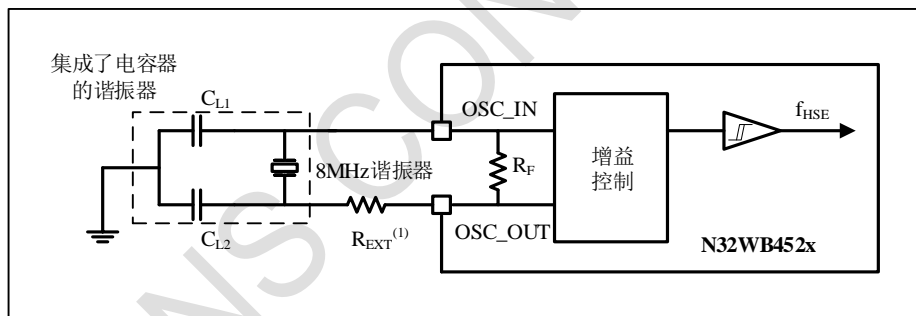 集成了电容器
的谐振器
CL1
OSC_IN
fHSE
8MHz谐振器
RF
增益
控制
CL2
REXT(1)
OSC_OUT
N32WB452x